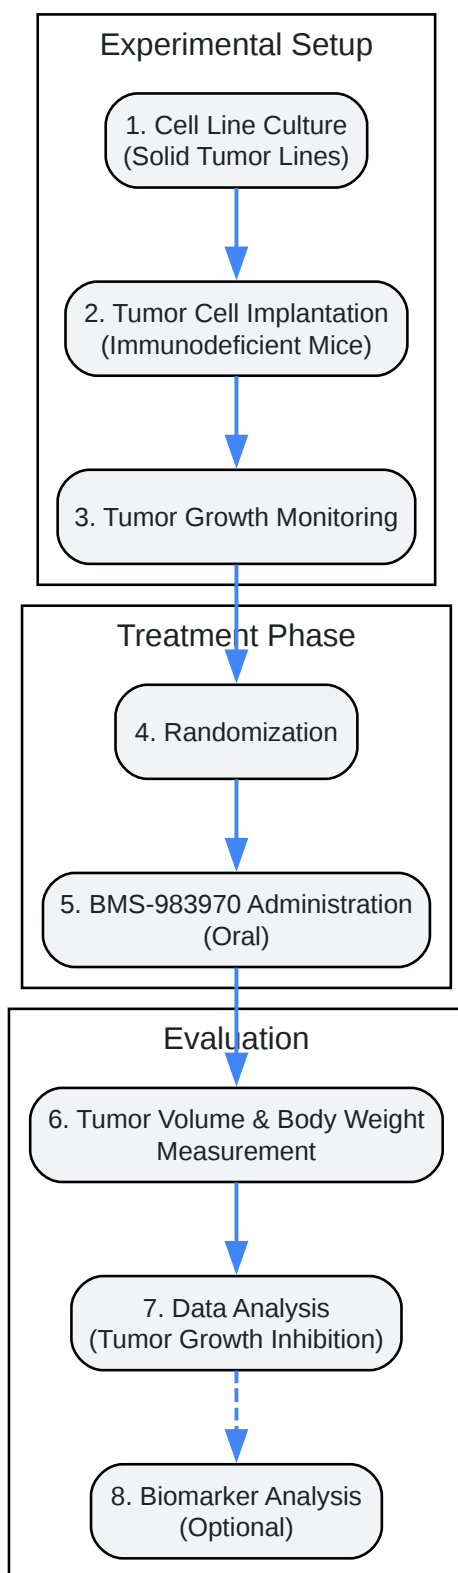 Experimental Setup
1. Cell Line Culture
(Solid Tumor Lines)
2. Tumor Cell Implantation
(Immunodeficient Mice)
3. Tumor Growth Monitoring
Treatment Phase
4. Randomization
5. BMS-983970 Administration
(Oral)
Evaluation
6. Tumor Volume & Body Weight
Measurement
7. Data Analysis
(Tumor Growth Inhibition)
8. Biomarker Analysis
(Optional)